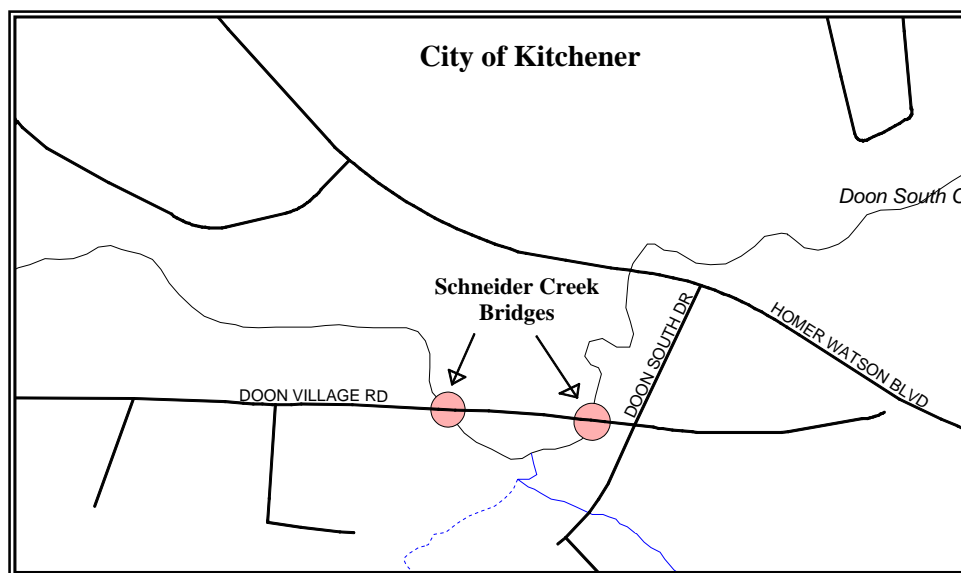 City of Kitchener
Doon South C
Schneider Creek
Bridges
DOON SOUTH DR
HOMER WATSON BLVD
DOON VILLAGE RD